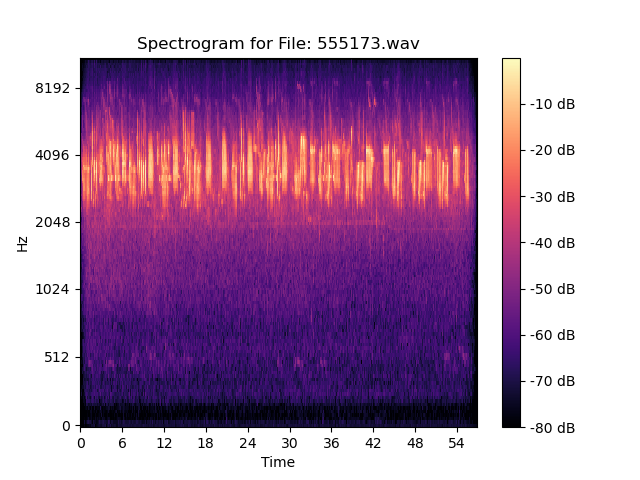 Spectrogram for File: 555173.wav
8192
4096
2048
1024
512
0
Hz
0 6 12 18 24 30 36 42 48 54
Time
-10 dB
-20 dB
-30 dB
-40 dB
-50 dB
-60 dB
-70 dB
-80 dB